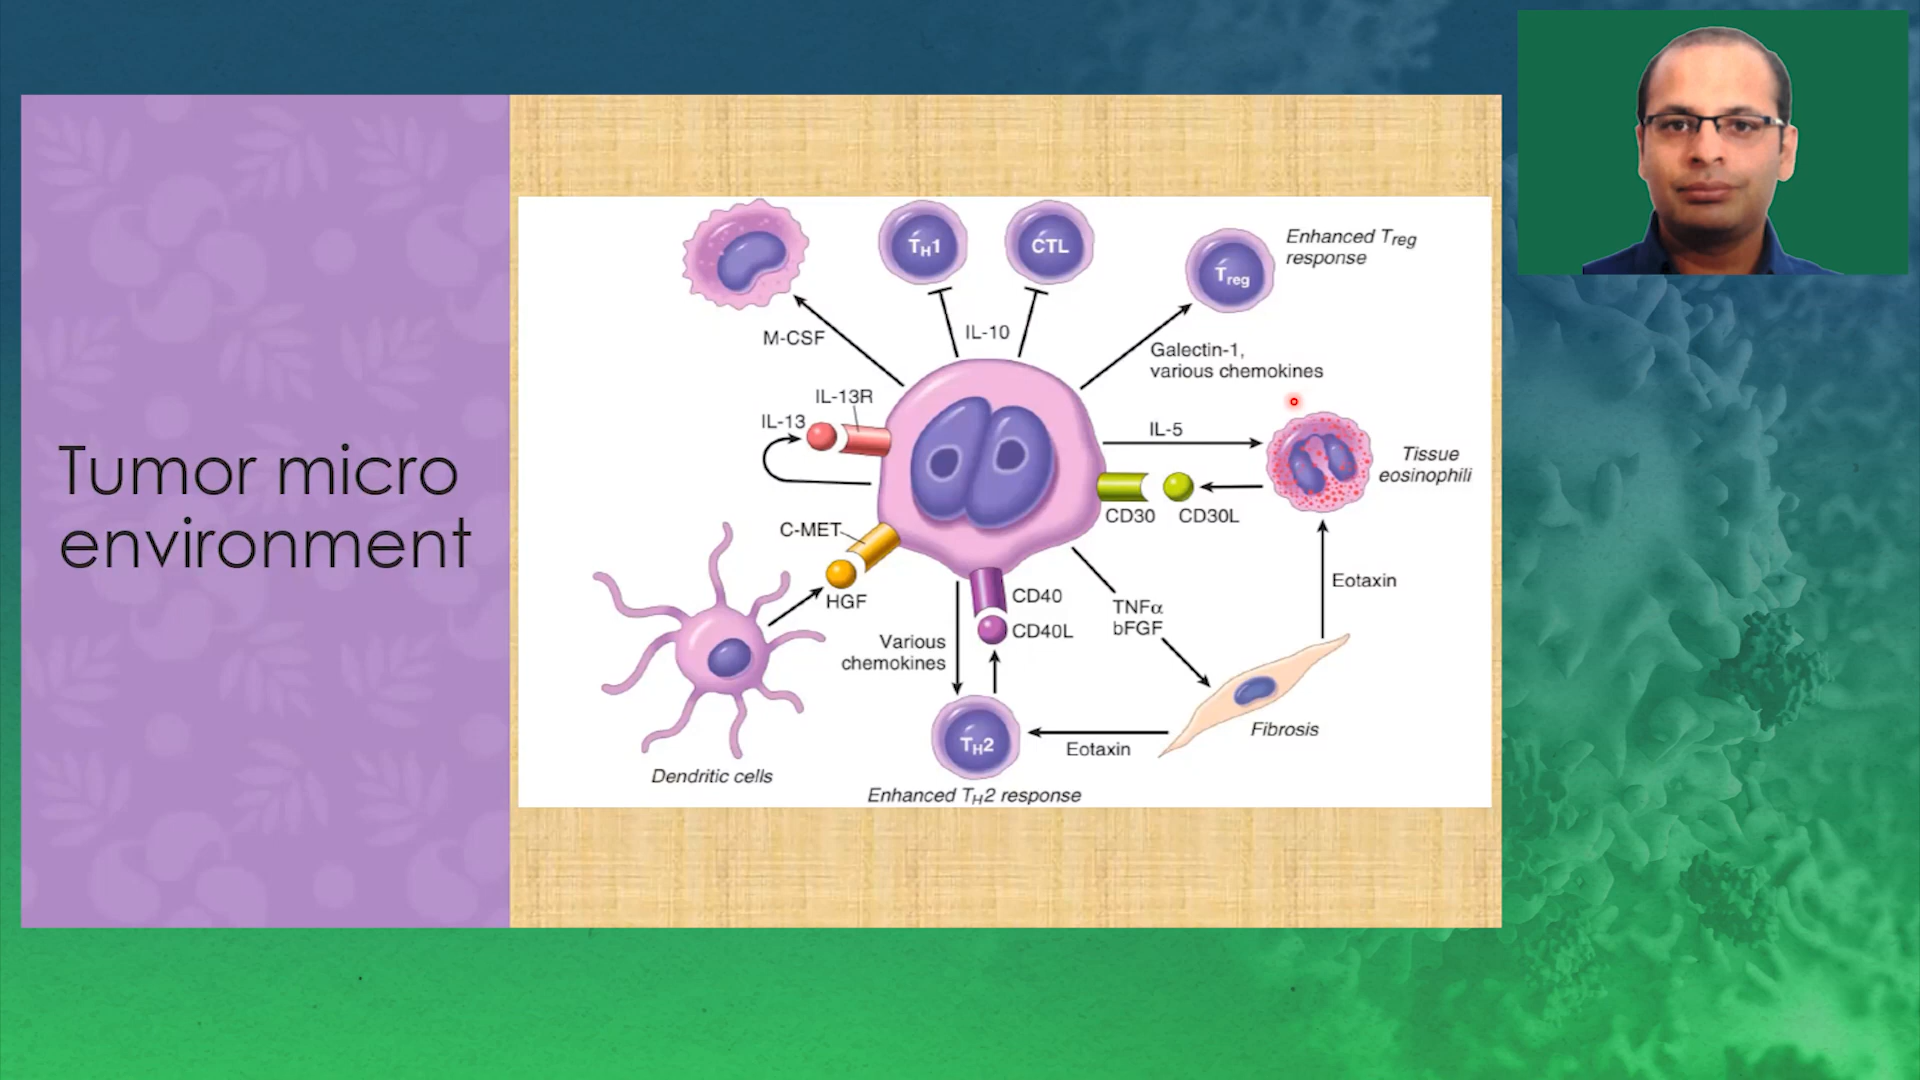 Tumor micro
environment
TH1
CTL
Treg
Enhanced Treg
response
M-CSF
IL-10
Galectin-1,
various chemokines
IL-13R
IL-13
IL-5
Tissue
eosinophili
CD30
CD30L
C-MET
HGF
CD40
CD40L
TNFα
bFGF
Eotaxin
Various
chemokines
TH2
Eotaxin
Fibrosis
Dendritic cells
Enhanced TH2 response